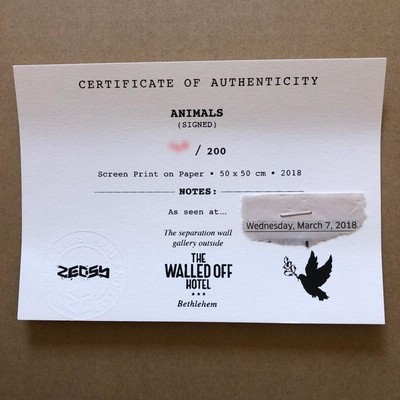 CERTIFICATE OF AUTHENTICITY
ANIMALS
(SIGNED)
/ 200
Screen Print on Paper • 50 x 50 cm • 2018
NOTES:
As seen at...
Wednesday, March 7, 2018
The separation wall
gallery outside
THE
WALLED OFF
HOTEL
Bethlehem